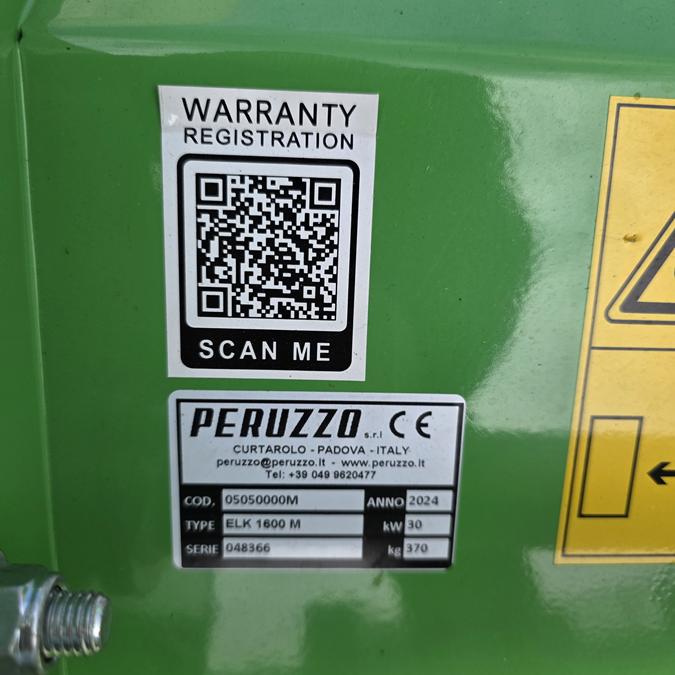 WARRANTY
REGISTRATION
SCAN ME
PERUZZO s.r.l CE
CURTAROLO - PADOVA - ITALY
peruzzo@peruzzo.it - www.peruzzo.it
Tel: +39 049 9620477
COD. 05050000M ANNO 2024
TYPE ELK 1600 M kW 30
SERIE 048366 kg 370